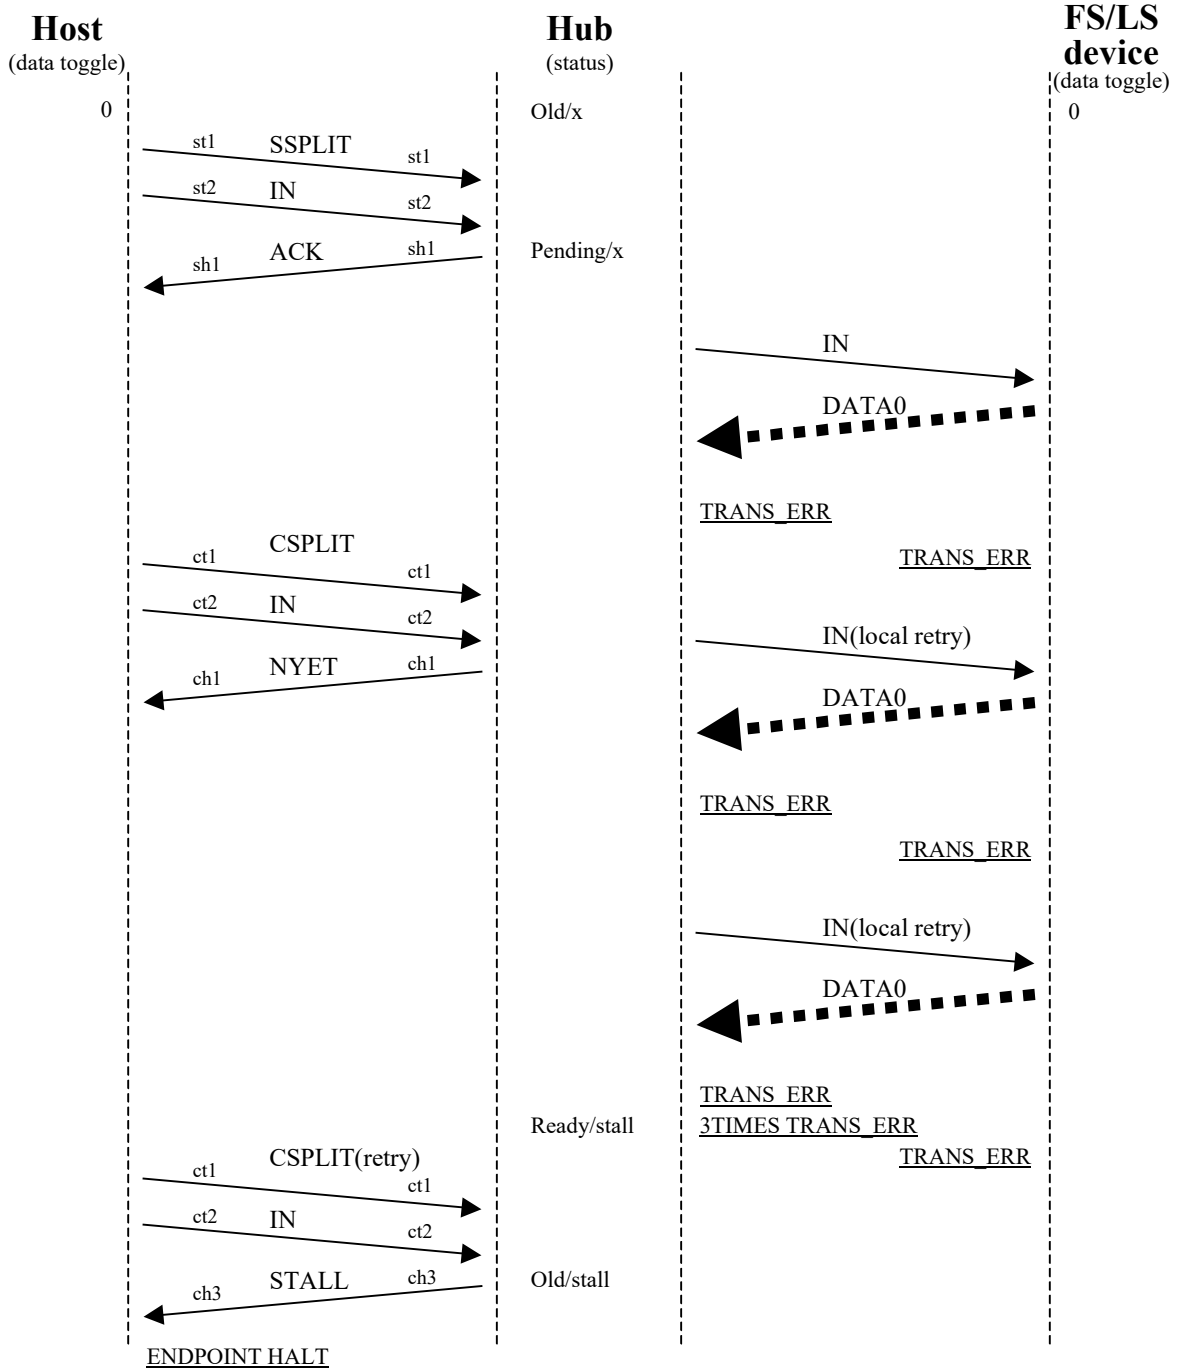 Host
(data toggle)
Hub
(status)
FS/LS
device
(data toggle)
0
Old/x
0
st1 SSPLIT st1
st2 IN st2
ACK sh1
sh1
Pending/x
IN
DATA0
TRANS_ERR
TRANS_ERR
CSPLIT
ct1 ct1
ct2 IN ct2
NYET ch1
ch1
IN(local retry)
DATA0
TRANS_ERR
TRANS_ERR
IN(local retry)
DATA0
TRANS_ERR
Ready/stall
3TIMES TRANS_ERR
TRANS_ERR
CSPLIT(retry)
ct1 ct1
ct2 IN ct2
STALL ch3
ch3
Old/stall
ENDPOINT HALT